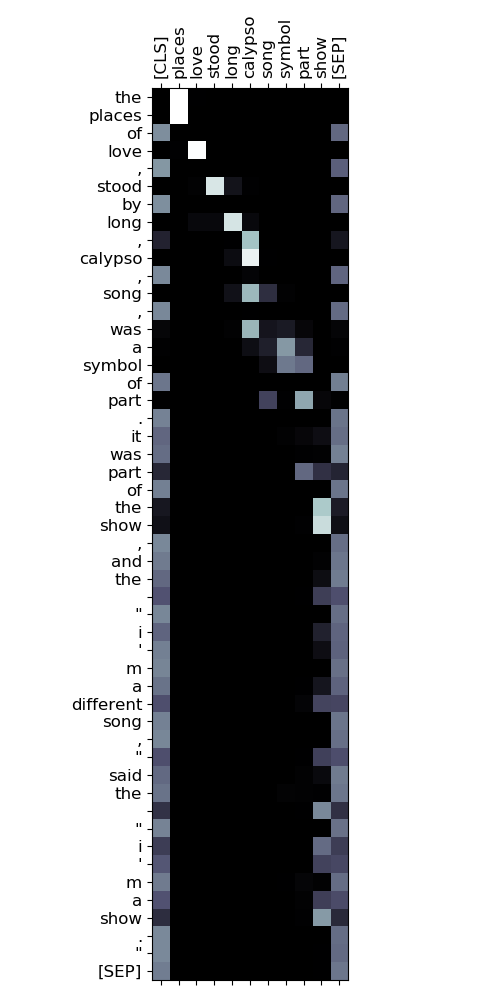 [CLS]
places
love
stood
long
calypso
song
symbol
part
show
[SEP]
the
places
of
love
,
stood
by
long
,
calypso
,
song
,
was
a
symbol
of
part
.
it
was
part
of
the
show
,
and
the
"
i
'
m
a
different
song
,
"
said
the
"
i
'
m
a
show
.
"
[SEP]